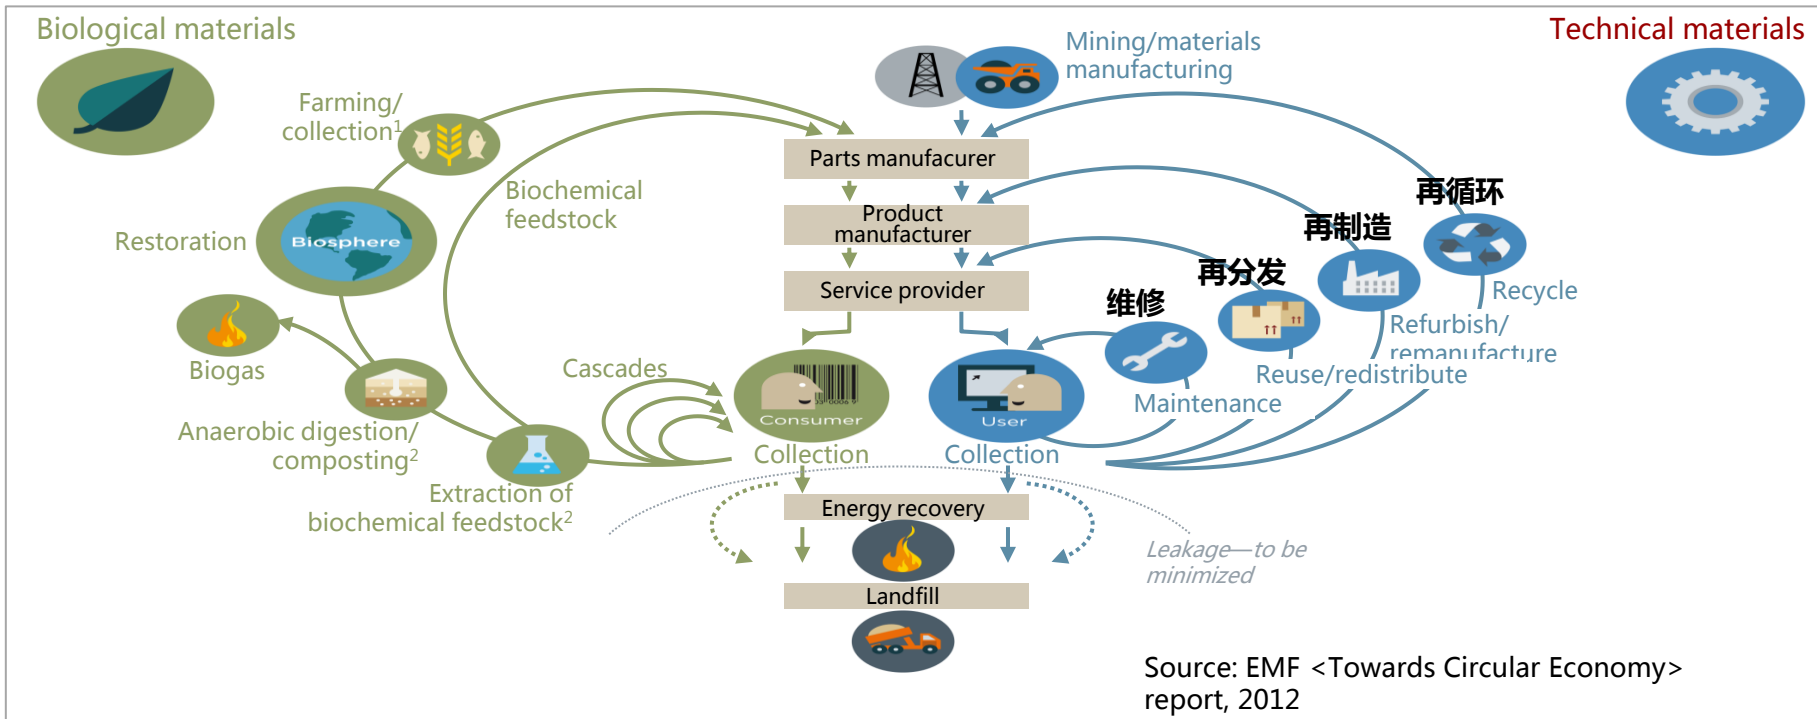 Biological materials
Technical materials
Mining/materials
manufacturing
Farming/
collection1
Parts manufacurer
Biochemical
feedstock
再循环
Product
manufacturer
再制造
Restoration
Biosphere
再分发
Service provider
维修
Recycle
Refurbish/
remanufacture
Biogas
Cascades
Reuse/redistribute
Maintenance
Consumer
User
Anaerobic digestion/
composting2
Collection
Collection
Extraction of
biochemical feedstock2
Energy recovery
Leakage—to be
minimized
Landfill
Source: EMF <Towards Circular Economy>
report, 2012